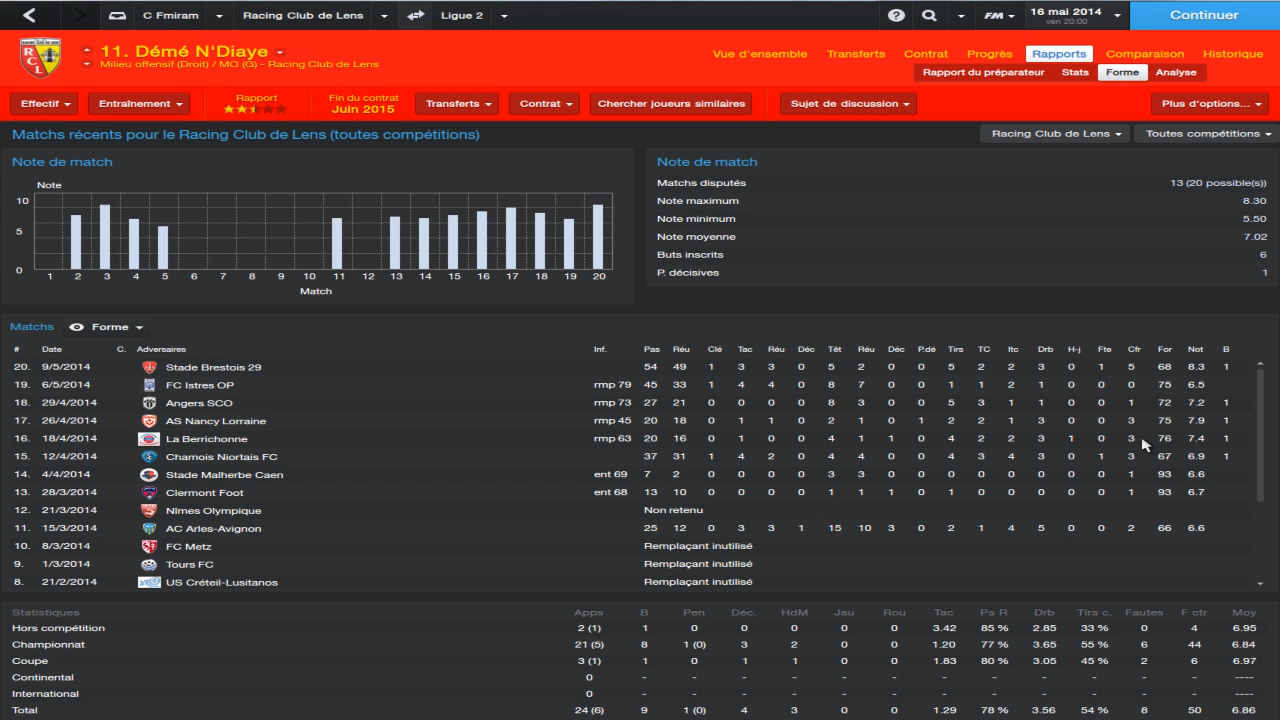 C Fmiram Racing Club de Lens Ligue 2 ? FM 16 mai 2014 Continuer
ven 20:00
11. Démé N'Diaye
Milieu offensif (Droit) / MO (G) - Racing Club de Lens
Vue d'ensemble Transferts Contrat Progrès Rapports Comparaison Historique
Rapport du préparateur Stats Forme Analyse
RCL
Effectif Entraînement Rapport Fin du contrat Juin 2015 Transferts Contrat Chercher joueurs similaires Sujet de discussion Plus d'options...
Matchs récents pour le Racing Club de Lens (toutes compétitions) Racing Club de Lens Toutes compétitions
Note de match
Note
10
5
0
1 2 3 4 5 6 7 8 9 10 11 12 13 14 15 16 17 18 19 20
Match
Note de match
Matchs disputés 13 (20 possible(s))
Note maximum 8.30
Note minimum 5.50
Note moyenne 7.02
Buts inscrits 6
P. décisives 1
Matchs Forme
# Date C. Adversaires Inf. Pas Réu Clé Tac Réu Déc Têt Réu Déc P.dé Tirs TC Itc Drb H-j Fte Cfr For Not B
20. 9/5/2014 Stade Brestois 29 54 49 1 3 3 0 5 2 0 0 5 2 2 3 0 1 5 68 8.3 1
19. 6/5/2014 FC Istres OP rmp 79 45 33 1 4 4 0 8 7 0 0 1 1 2 1 0 0 0 75 6.5
18. 29/4/2014 Angers SCO rmp 73 27 21 0 0 0 0 8 3 0 0 5 3 1 1 0 0 1 72 7.2 1
17. 26/4/2014 AS Nancy Lorraine rmp 45 20 18 0 1 1 0 2 1 0 1 2 2 1 3 0 0 3 75 7.9 1
16. 18/4/2014 La Berrichonne rmp 63 20 16 0 1 0 0 4 1 1 0 4 2 2 3 1 0 3 76 7.4 1
15. 12/4/2014 Chamois Niortais FC 37 31 1 4 2 0 4 4 0 0 4 3 4 3 0 1 3 67 6.9 1
14. 4/4/2014 Stade Malherbe Caen ent 69 7 2 0 0 0 0 3 3 0 0 0 0 0 0 0 0 1 93 6.6
13. 28/3/2014 Clermont Foot ent 68 13 10 0 0 0 0 1 1 1 0 1 0 0 0 0 0 1 93 6.7
12. 21/3/2014 Nîmes Olympique Non retenu
11. 15/3/2014 AC Arles-Avignon 25 12 0 3 3 1 15 10 3 0 2 1 4 5 0 0 2 66 6.6
10. 8/3/2014 FC Metz Remplaçant inutilisé
9. 1/3/2014 Tours FC Remplaçant inutilisé
8. 21/2/2014 US Créteil-Lusitanos Remplaçant inutilisé
Statistiques Apps B Pen Déc. HdM Jau Rou Tac Ps R Drb Tirs c. Fautes F ctr Moy
Hors compétition 2 (1) 1 0 0 0 0 0 3.42 85 % 2.85 33 % 0 4 6.95
Championnat 21 (5) 8 1 (0) 3 2 0 0 1.20 77 % 3.65 55 % 6 44 6.84
Coupe 3 (1) 1 0 1 1 0 0 1.83 80 % 3.05 45 % 2 6 6.97
Continental 0 - - - - - - - - - - - - ----
International 0 - - - - - - - - - - - - ----
Total 24 (6) 9 1 (0) 4 3 0 0 1.29 78 % 3.56 54 % 8 50 6.86